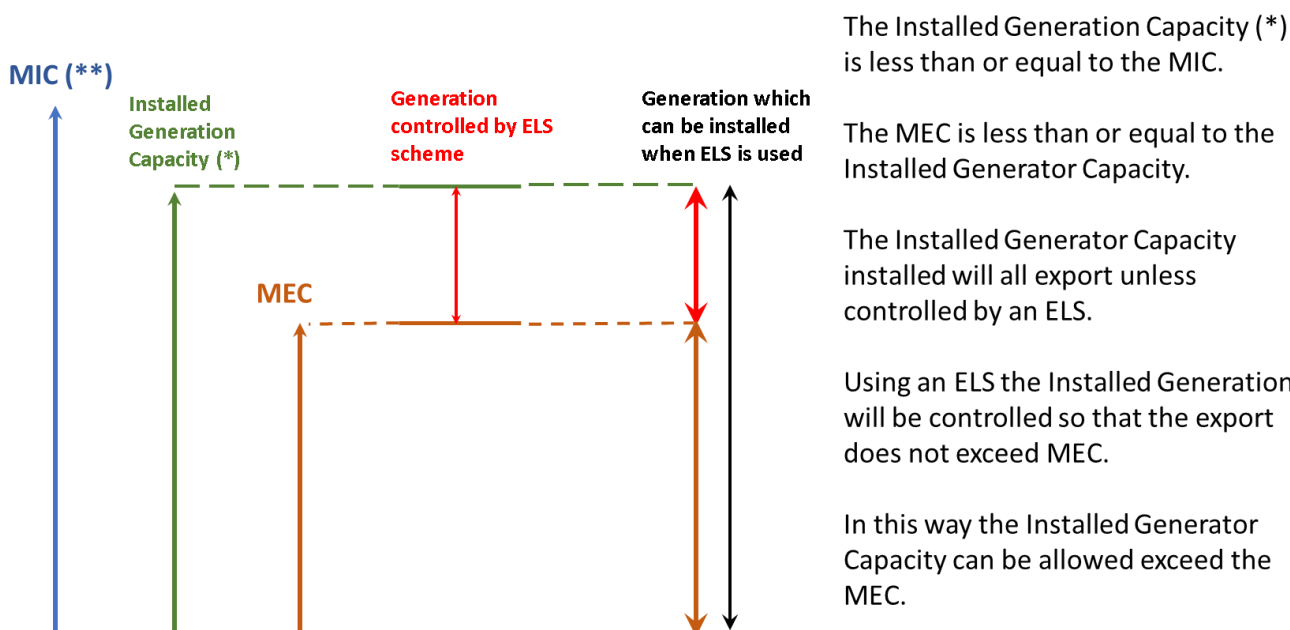 MIC (**)
Installed
Generation
Capacity (*)
Generation
controlled by ELS
scheme
Generation which
can be installed
when ELS is used
MEC
The Installed Generation Capacity (*)
is less than or equal to the MIC.
The MEC is less than or equal to the
Installed Generator Capacity.
The Installed Generator Capacity
installed will all export unless
controlled by an ELS.
Using an ELS the Installed Generation
will be controlled so that the export
does not exceed MEC.
In this way the Installed Generator
Capacity can be allowed exceed the
MEC.